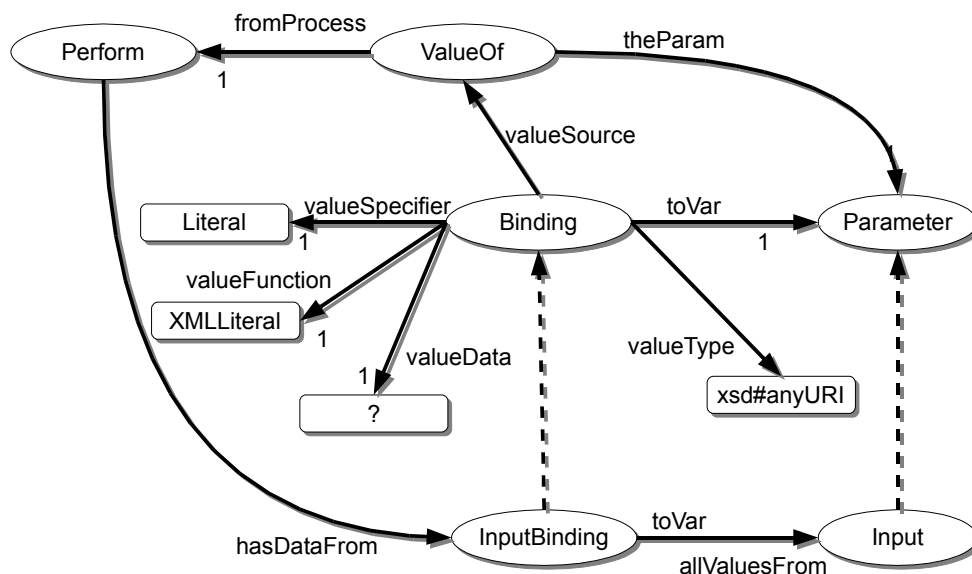 fromProcess
Perform
ValueOf
theParam
1
valueSource
1
valueSpecifier
toVar
Literal
Binding
Parameter
1
1
valueFunction
XMLLiteral
1
valueData
valueType
1
?
xsd#anyURI
toVar
hasDataFrom
InputBinding
Input
allValuesFrom